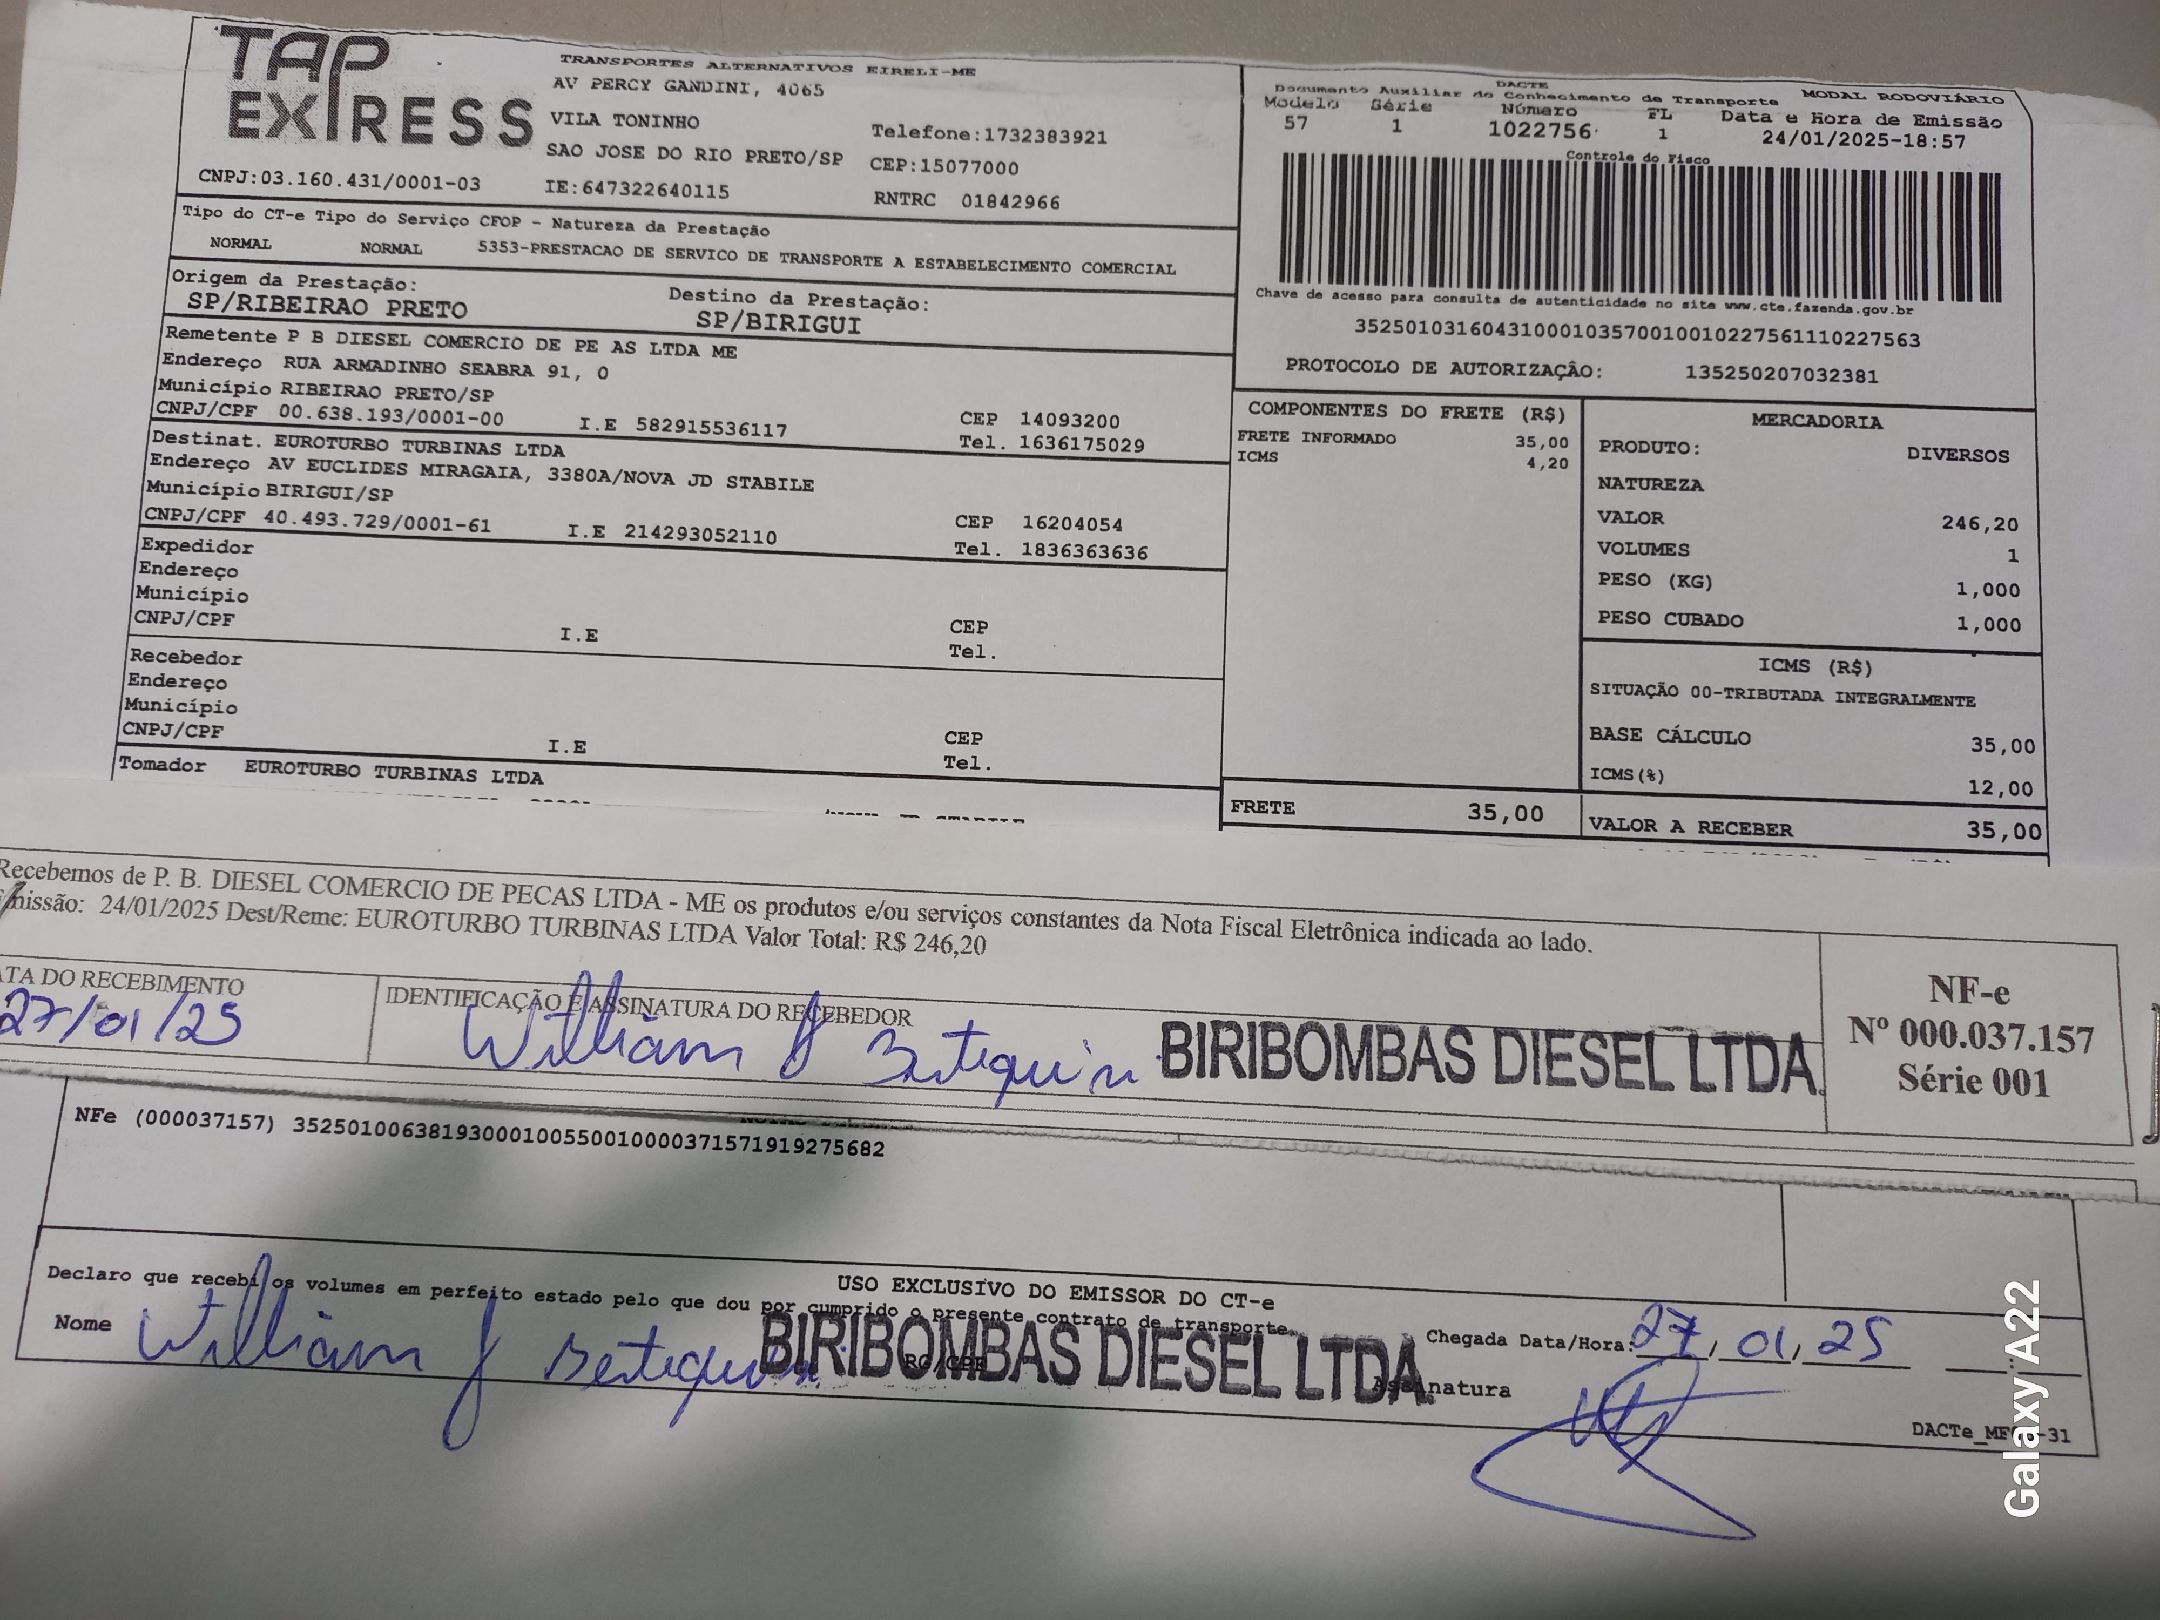 TAP EXPRESS
TRANSPORTES ALTERNATIVOS EIRELI-ME
AV PERCY GANDINI, 4065
VILA TONINHO
Telefone:1732383921
SAO JOSE DO RIO PRETO/SP CEP:15077000
CNPJ:03.160.431/0001-03 IE:647322640115 RNTRC 01842966
DACTE
Documento Auxiliar do Conhecimento de Transporte MODAL RODOVIÁRIO
Modelo Série Número FL Data e Hora de Emissão
57 1 1022756 1 24/01/2025-18:57
Controle do Fisco
Chave de acesso para consulta de autenticidade no site www.cte.fazenda.gov.br
35250103160431000103570010010227561110227563
PROTOCOLO DE AUTORIZAÇÂO: 135250207032381
Tipo do CT-e Tipo do Serviço CFOP - Natureza da Prestação
NORMAL NORMAL 5353-PRESTACAO DE SERVICO DE TRANSPORTE A ESTABELECIMENTO COMERCIAL
Origem da Prestação: Destino da Prestação:
SP/RIBEIRAO PRETO SP/BIRIGUI
Remetente P B DIESEL COMERCIO DE PE AS LTDA ME
Endereço RUA ARMADINHO SEABRA 91, 0
Município RIBEIRAO PRETO/SP CEP 14093200
CNPJ/CPF 00.638.193/0001-00 I.E 582915536117 Tel. 1636175029
Destinat. EUROTURBO TURBINAS LTDA
Endereço AV EUCLIDES MIRAGAIA, 3380A/NOVA JD STABILE
Município BIRIGUI/SP CEP 16204054
CNPJ/CPF 40.493.729/0001-61 I.E 214293052110 Tel. 1836363636
Expedidor
Endereço
Município CEP
CNPJ/CPF I.E Tel.
Recebedor
Endereço
Município CEP
CNPJ/CPF I.E Tel.
Tomador EUROTURBO TURBINAS LTDA
COMPONENTES DO FRETE (R$)
FRETE INFORMADO 35,00
ICMS 4,20
FRETE 35,00
MERCADORIA
PRODUTO: DIVERSOS
NATUREZA
VALOR 246,20
VOLUMES 1
PESO (KG) 1,000
PESO CUBADO 1,000
ICMS (R$)
SITUAÇÃO 00-TRIBUTADA INTEGRALMENTE
BASE CÁLCULO 35,00
ICMS(%) 12,00
VALOR A RECEBER 35,00
Recebemos de P. B. DIESEL COMERCIO DE PECAS LTDA - ME os produtos e/ou serviços constantes da Nota Fiscal Eletrônica indicada ao lado.
missão: 24/01/2025 Dest/Reme: EUROTURBO TURBINAS LTDA Valor Total: R$ 246,20
ATA DO RECEBIMENTO
27/01/25
IDENTIFICAÇÃO E ASSINATURA DO RECEBEDOR
William J
BIRIBOMBAS DIESEL LTDA.
NF-e
Nº 000.037.157
Série 001
NFe (000037157) 35250100638193000100550010000371571919275682
USO EXCLUSIVO DO EMISSOR DO CT-e
Declaro que recebi os volumes em perfeito estado pelo que dou por cumprido o presente contrato de transporte.
Nome William J
BIRIBOMBAS DIESEL LTDA.
RG/CPF
Chegada Data/Hora: 27, 01, 25
Assinatura
Galaxy A22